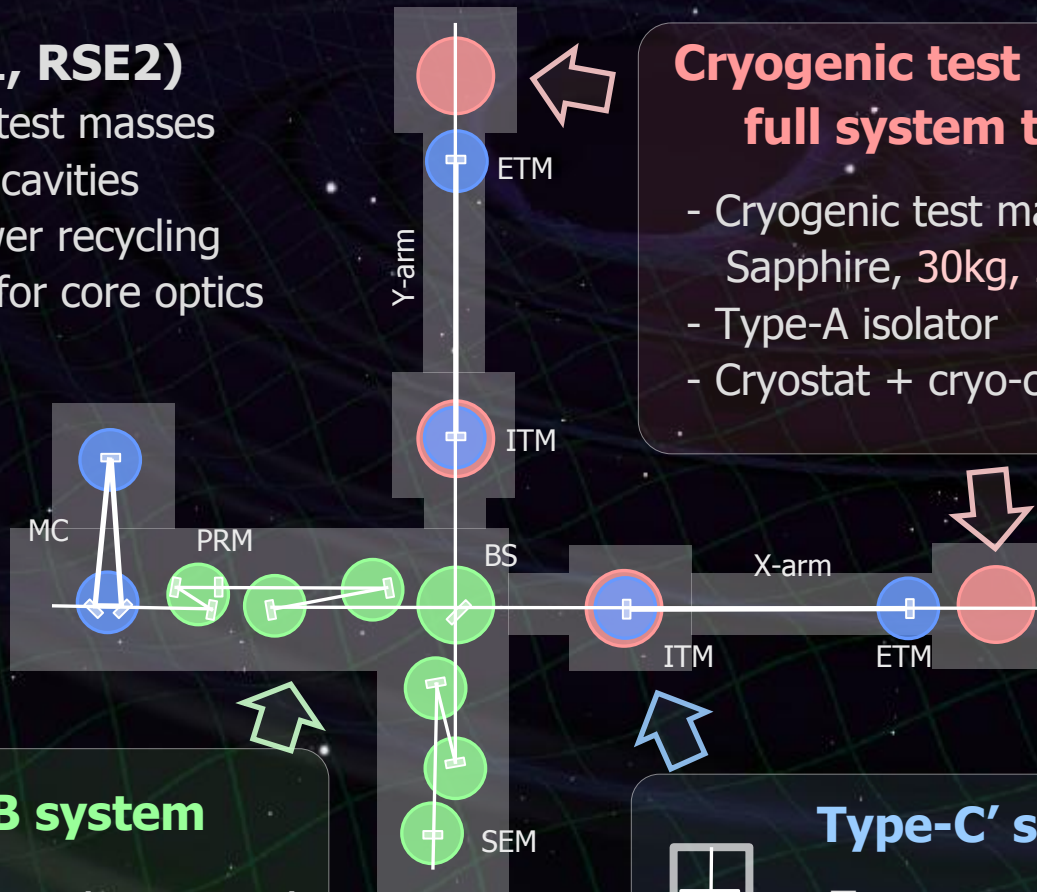 , RSE2)
test masses
cavities
er recycling
for core optics
Cryogenic test
full system t
- Cryogenic test ma
Sapphire, 30kg,
- Type-A isolator
- Cryostat + cryo-c
ETM
Y-arm
ITM
MC
PRM
BS
X-arm
ITM
ETM
SEM
B system
Type-C’ s